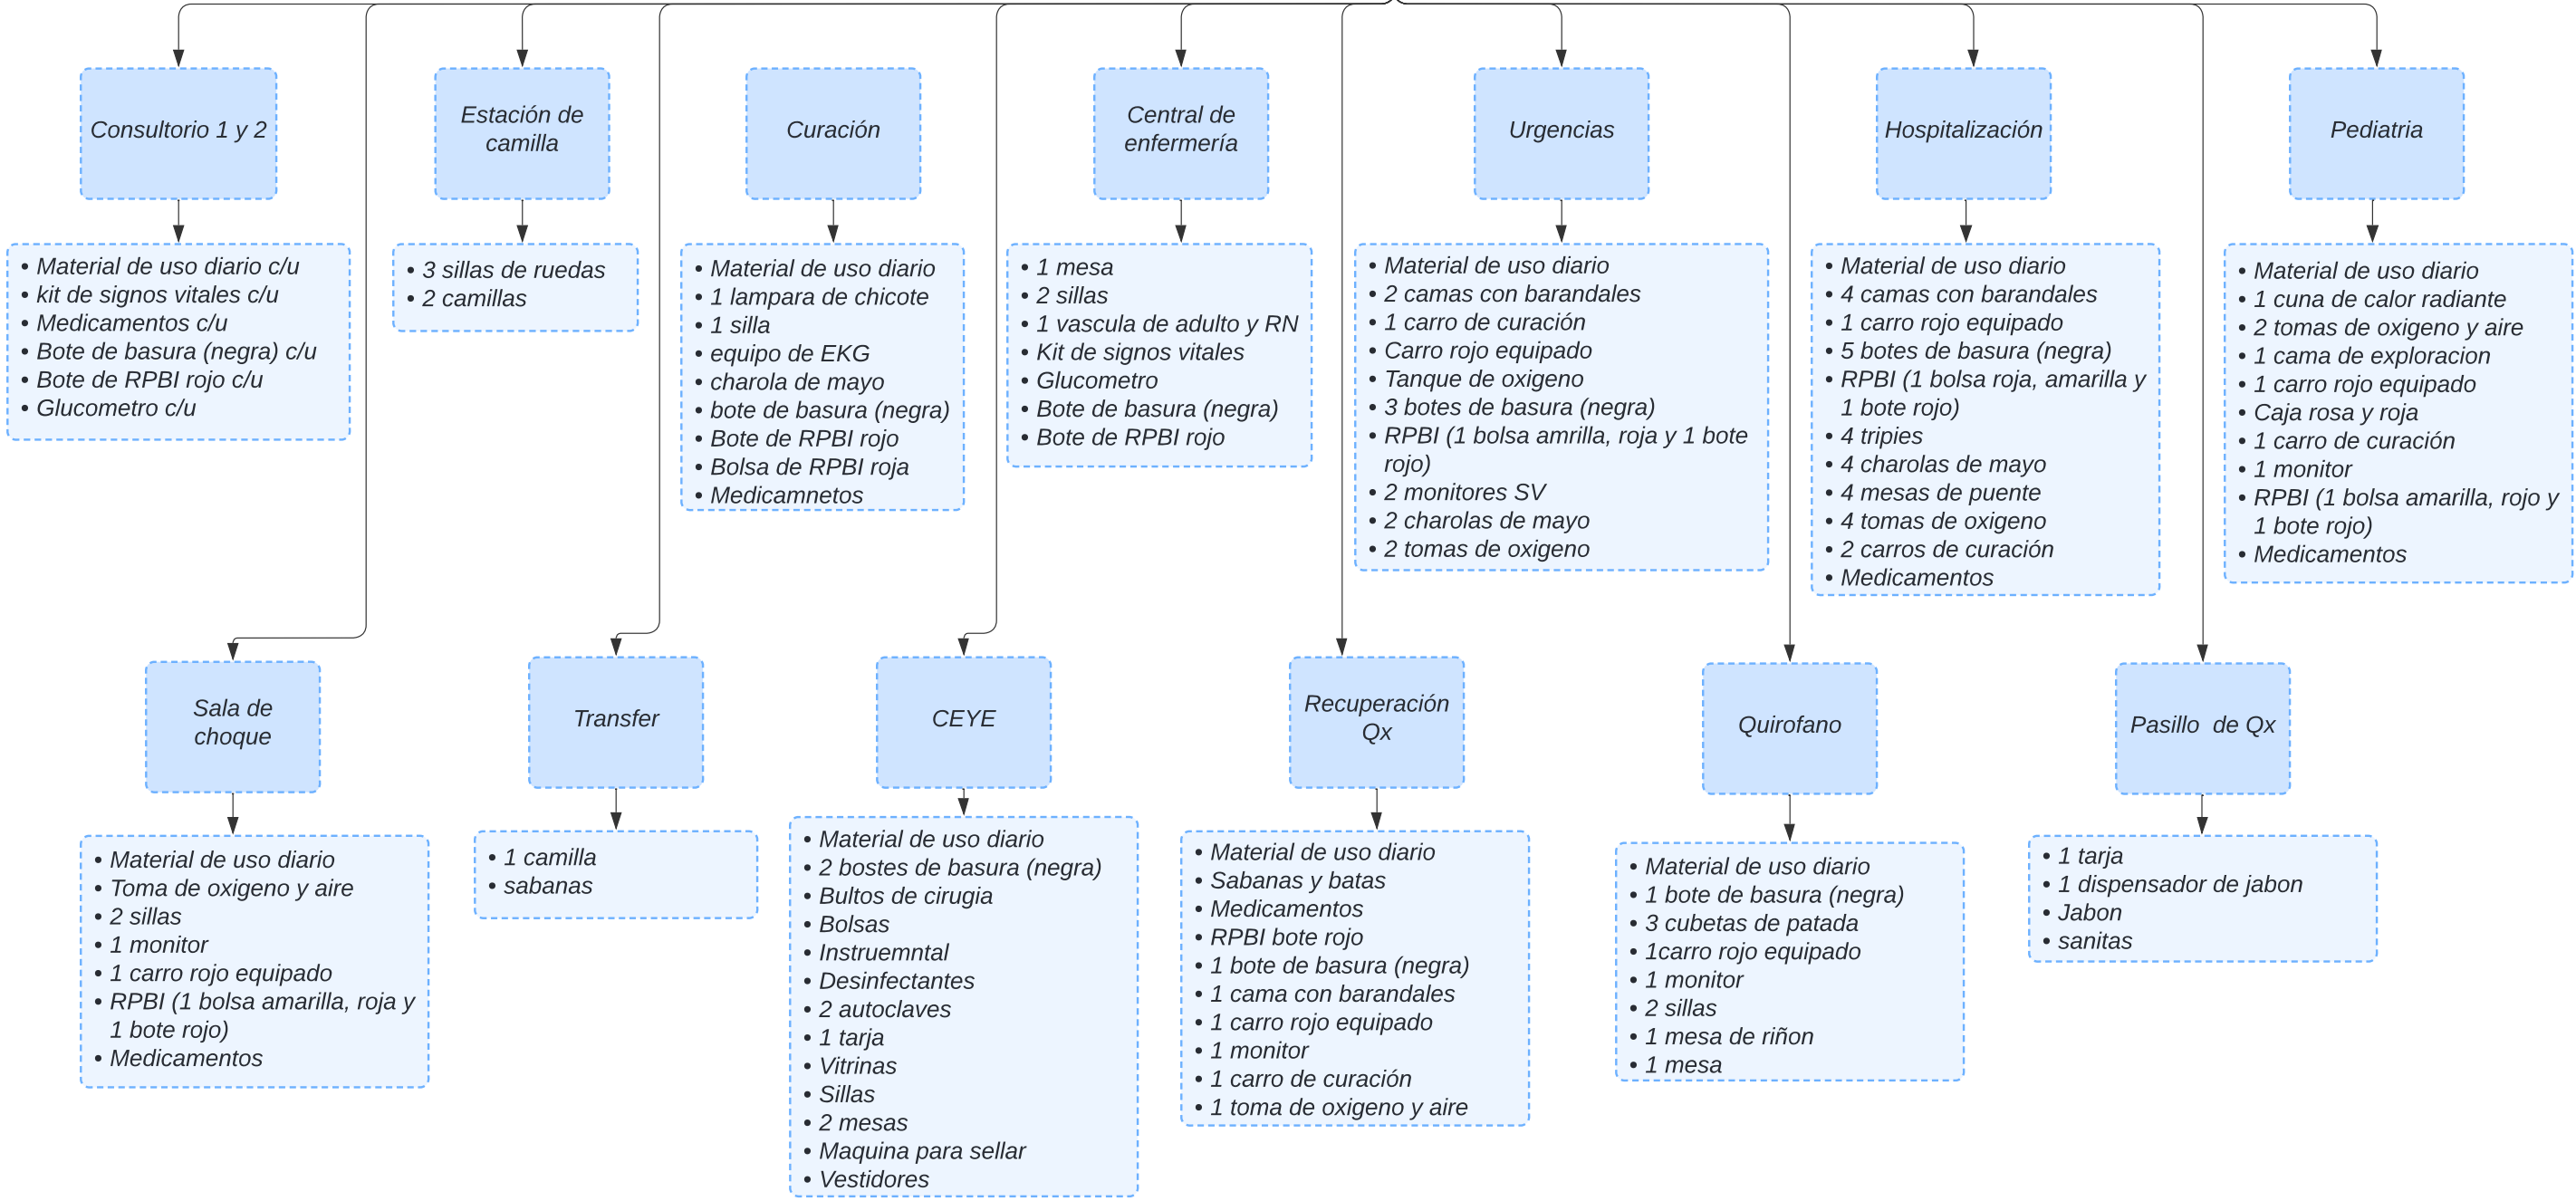 Consultorio 1 y 2
• Material de uso diario c/u
• kit de signos vitales c/u
• Medicamentos c/u
• Bote de basura (negra) c/u
• Bote de RPBI rojo c/u
• Glucometro c/u
Estación de
camilla
• 3 sillas de ruedas
• 2 camillas
Curación
• Material de uso diario
• 1 lampara de chicote
• 1 silla
• equipo de EKG
• charola de mayo
• bote de basura (negra)
• Bote de RPBI rojo
• Bolsa de RPBI roja
• Medicamnetos
Central de
enfermería
• 1 mesa
• 2 sillas
• 1 vascula de adulto y RN
• Kit de signos vitales
• Glucometro
• Bote de basura (negra)
• Bote de RPBI rojo
Urgencias
• Material de uso diario
• 2 camas con barandales
• 1 carro de curación
• Carro rojo equipado
• Tanque de oxigeno
• 3 botes de basura (negra)
• RPBI (1 bolsa amrilla, roja y 1 bote
rojo)
• 2 monitores SV
• 2 charolas de mayo
• 2 tomas de oxigeno
Hospitalización
• Material de uso diario
• 4 camas con barandales
• 1 carro rojo equipado
• 5 botes de basura (negra)
• RPBI (1 bolsa roja, amarilla y
1 bote rojo)
• 4 tripies
• 4 charolas de mayo
• 4 mesas de puente
• 4 tomas de oxigeno
• 2 carros de curación
• Medicamentos
Pediatria
• Material de uso diario
• 1 cuna de calor radiante
• 2 tomas de oxigeno y aire
• 1 cama de exploracion
• 1 carro rojo equipado
• Caja rosa y roja
• 1 carro de curación
• 1 monitor
• RPBI (1 bolsa amarilla, rojo y
1 bote rojo)
• Medicamentos
Sala de
choque
• Material de uso diario
• Toma de oxigeno y aire
• 2 sillas
• 1 monitor
• 1 carro rojo equipado
• RPBI (1 bolsa amarilla, roja y
1 bote rojo)
• Medicamentos
Transfer
• 1 camilla
• sabanas
CEYE
• Material de uso diario
• 2 bostes de basura (negra)
• Bultos de cirugia
• Bolsas
• Instruemntal
• Desinfectantes
• 2 autoclaves
• 1 tarja
• Vitrinas
• Sillas
• 2 mesas
• Maquina para sellar
• Vestidores
Recuperación
Qx
• Material de uso diario
• Sabanas y batas
• Medicamentos
• RPBI bote rojo
• 1 bote de basura (negra)
• 1 cama con barandales
• 1 carro rojo equipado
• 1 monitor
• 1 carro de curación
• 1 toma de oxigeno y aire
Quirofano
• Material de uso diario
• 1 bote de basura (negra)
• 3 cubetas de patada
• 1carro rojo equipado
• 1 monitor
• 2 sillas
• 1 mesa de riñon
• 1 mesa
Pasillo de Qx
• 1 tarja
• 1 dispensador de jabon
• Jabon
• sanitas